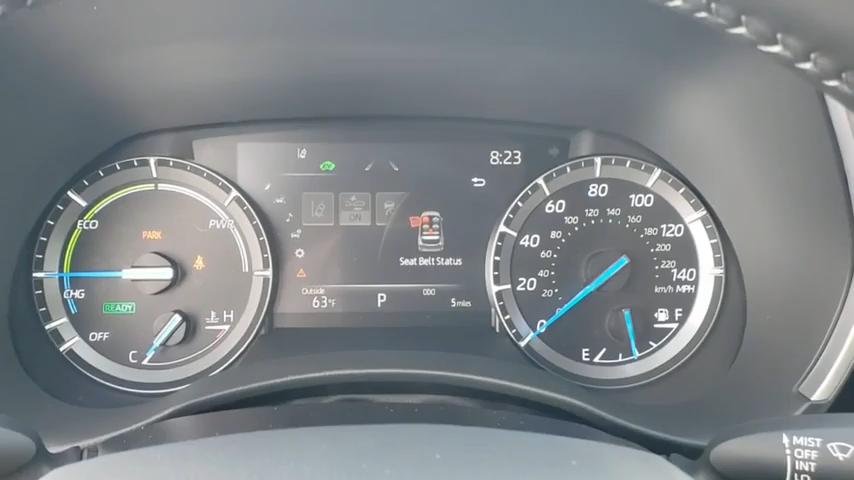 8:23
ECO
PWR
PARK
CHG
READY
OFF
C
H
ON
Seat Belt Status
Outside
63°F
P
ODO
5 miles
0
20
40
60
80
100
120
140
20
40
60
80
100
120
140
160
180
200
220
km/h MPH
E
F
MIST
OFF
INT
LO